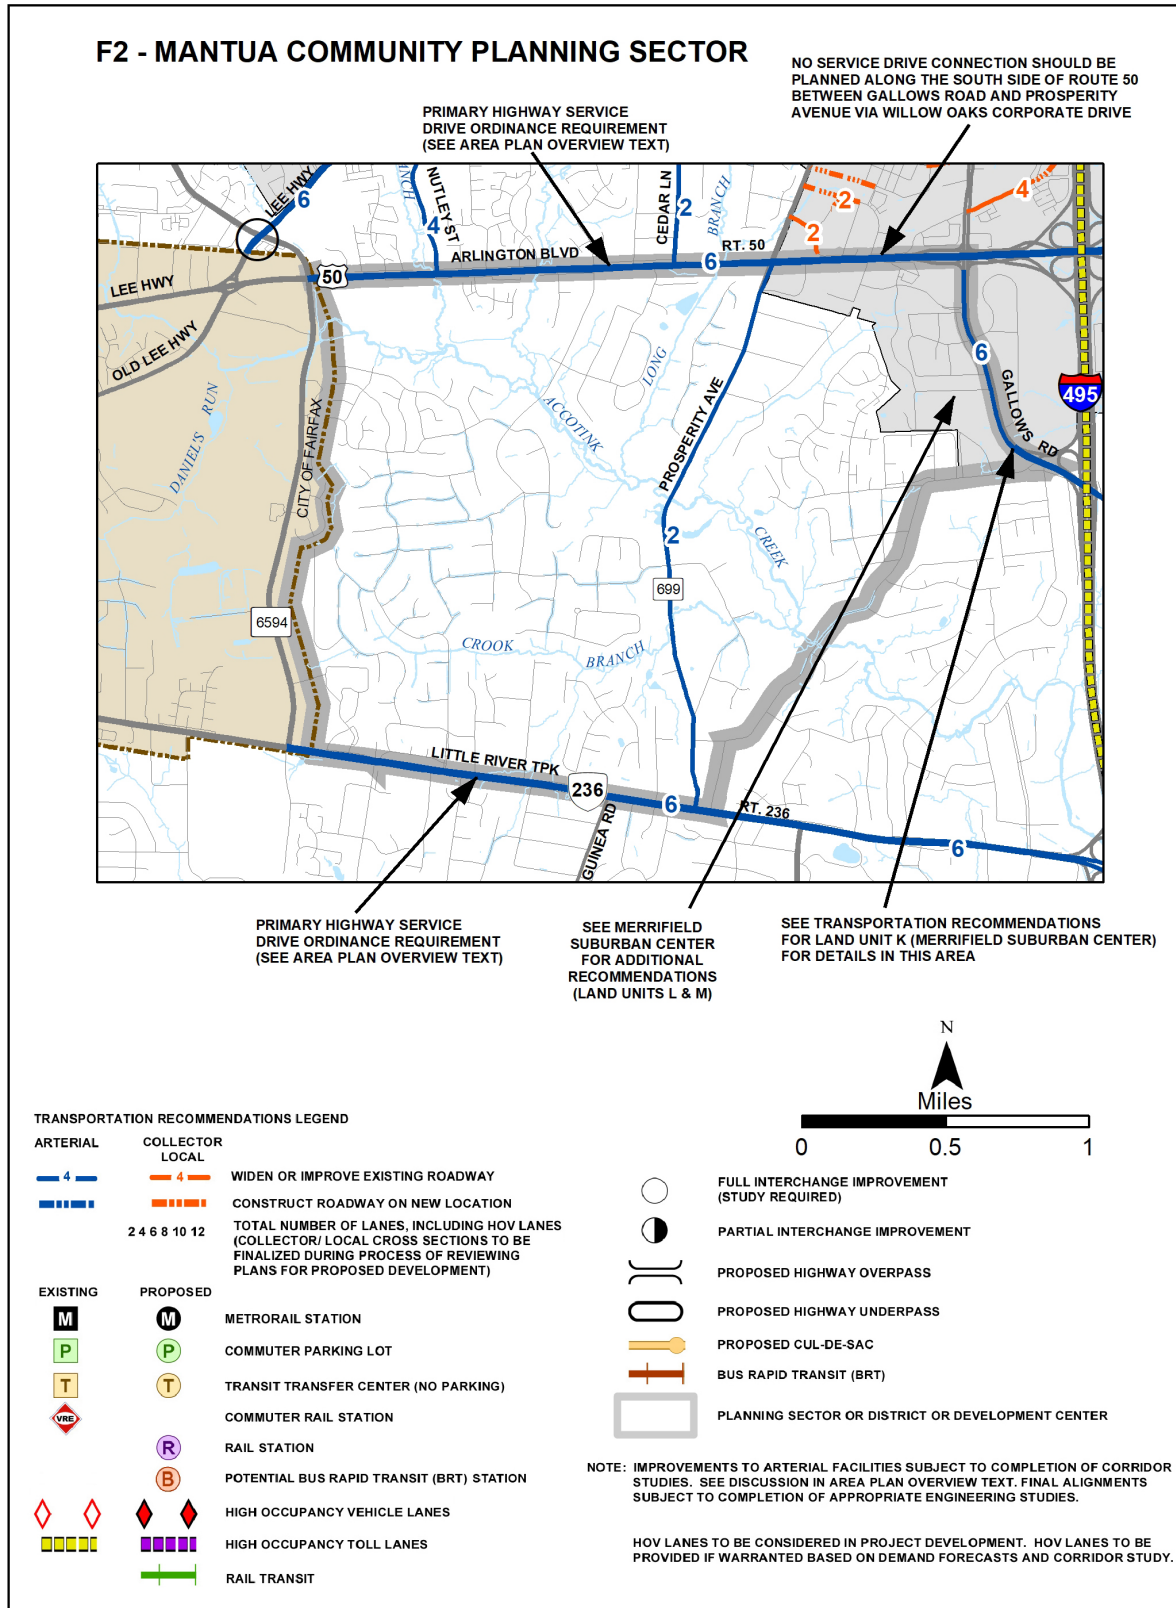 F2 - MANTUA COMMUNITY PLANNING SECTOR
NO SERVICE DRIVE CONNECTION SHOULD BE
PLANNED ALONG THE SOUTH SIDE OF ROUTE 50
BETWEEN GALLOWS ROAD AND PROSPERITY
AVENUE VIA WILLOW OAKS CORPORATE DRIVE
PRIMARY HIGHWAY SERVICE
DRIVE ORDINANCE REQUIREMENT
(SEE AREA PLAN OVERVIEW TEXT)
LEE HWY
6
NUTLEY ST
4
CEDAR LN
2
BRANCH
2
2
4
ARLINGTON BLVD
RT. 50
6
50
LEE HWY
OLD LEE HWY
DANIEL'S RUN
CITY OF FAIRFAX
LONG
ACCOTINK
CREEK
PROSPERITY AVE
2
699
6
GALLOWS RD
495
6594
CROOK
BRANCH
LITTLE RIVER TPK
236
6
RT. 236
6
GUINEA RD
PRIMARY HIGHWAY SERVICE
DRIVE ORDINANCE REQUIREMENT
(SEE AREA PLAN OVERVIEW TEXT)
SEE MERRIFIELD
SUBURBAN CENTER
FOR ADDITIONAL
RECOMMENDATIONS
(LAND UNITS L & M)
SEE TRANSPORTATION RECOMMENDATIONS
FOR LAND UNIT K (MERRIFIELD SUBURBAN CENTER)
FOR DETAILS IN THIS AREA
N
Miles
0 0.5 1
TRANSPORTATION RECOMMENDATIONS LEGEND
ARTERIAL
COLLECTOR
LOCAL
4 4 WIDEN OR IMPROVE EXISTING ROADWAY
CONSTRUCT ROADWAY ON NEW LOCATION
2 4 6 8 10 12 TOTAL NUMBER OF LANES, INCLUDING HOV LANES
(COLLECTOR/ LOCAL CROSS SECTIONS TO BE
FINALIZED DURING PROCESS OF REVIEWING
PLANS FOR PROPOSED DEVELOPMENT)
EXISTING PROPOSED
M M METRORAIL STATION
P P COMMUTER PARKING LOT
T T TRANSIT TRANSFER CENTER (NO PARKING)
VRE COMMUTER RAIL STATION
R RAIL STATION
B POTENTIAL BUS RAPID TRANSIT (BRT) STATION
HIGH OCCUPANCY VEHICLE LANES
HIGH OCCUPANCY TOLL LANES
RAIL TRANSIT
FULL INTERCHANGE IMPROVEMENT
(STUDY REQUIRED)
PARTIAL INTERCHANGE IMPROVEMENT
PROPOSED HIGHWAY OVERPASS
PROPOSED HIGHWAY UNDERPASS
PROPOSED CUL-DE-SAC
BUS RAPID TRANSIT (BRT)
PLANNING SECTOR OR DISTRICT OR DEVELOPMENT CENTER
NOTE: IMPROVEMENTS TO ARTERIAL FACILITIES SUBJECT TO COMPLETION OF CORRIDOR
STUDIES. SEE DISCUSSION IN AREA PLAN OVERVIEW TEXT. FINAL ALIGNMENTS
SUBJECT TO COMPLETION OF APPROPRIATE ENGINEERING STUDIES.
HOV LANES TO BE CONSIDERED IN PROJECT DEVELOPMENT. HOV LANES TO BE
PROVIDED IF WARRANTED BASED ON DEMAND FORECASTS AND CORRIDOR STUDY.